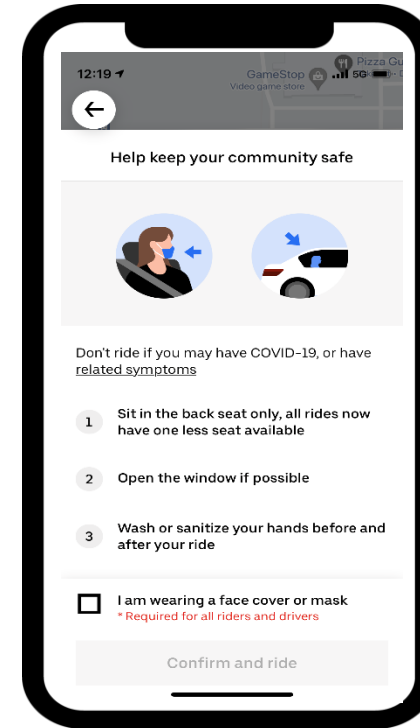 12:19
GameStop
Video game store
Pizza Gu
5G
Help keep your community safe
Don't ride if you may have COVID-19, or have
related symptoms
1 Sit in the back seat only, all rides now
have one less seat available
2 Open the window if possible
3 Wash or sanitize your hands before and
after your ride
I am wearing a face cover or mask
* Required for all riders and drivers
Confirm and ride